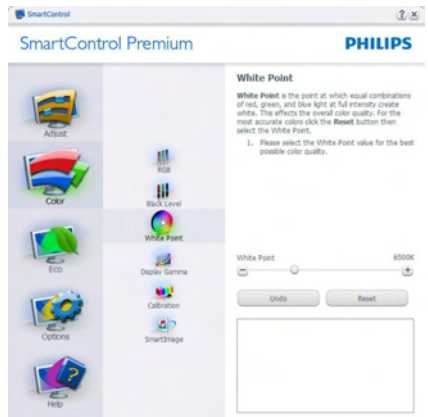 SmartControl
SmartControl Premium
PHILIPS
Adjust
Color
Eco
Options
Help
RGB
Black Level
White Point
Display Gamma
Calibration
SmartImage
White Point
White Point is the point at which equal combinations
of red, green, and blue light at full intensity create
white. This effects the overall color quality. For the
most accurate colors click the Reset button then
select the White Point.
1. Please select the White Point value for the best
possible color quality.
White Point 6500K
Undo Reset